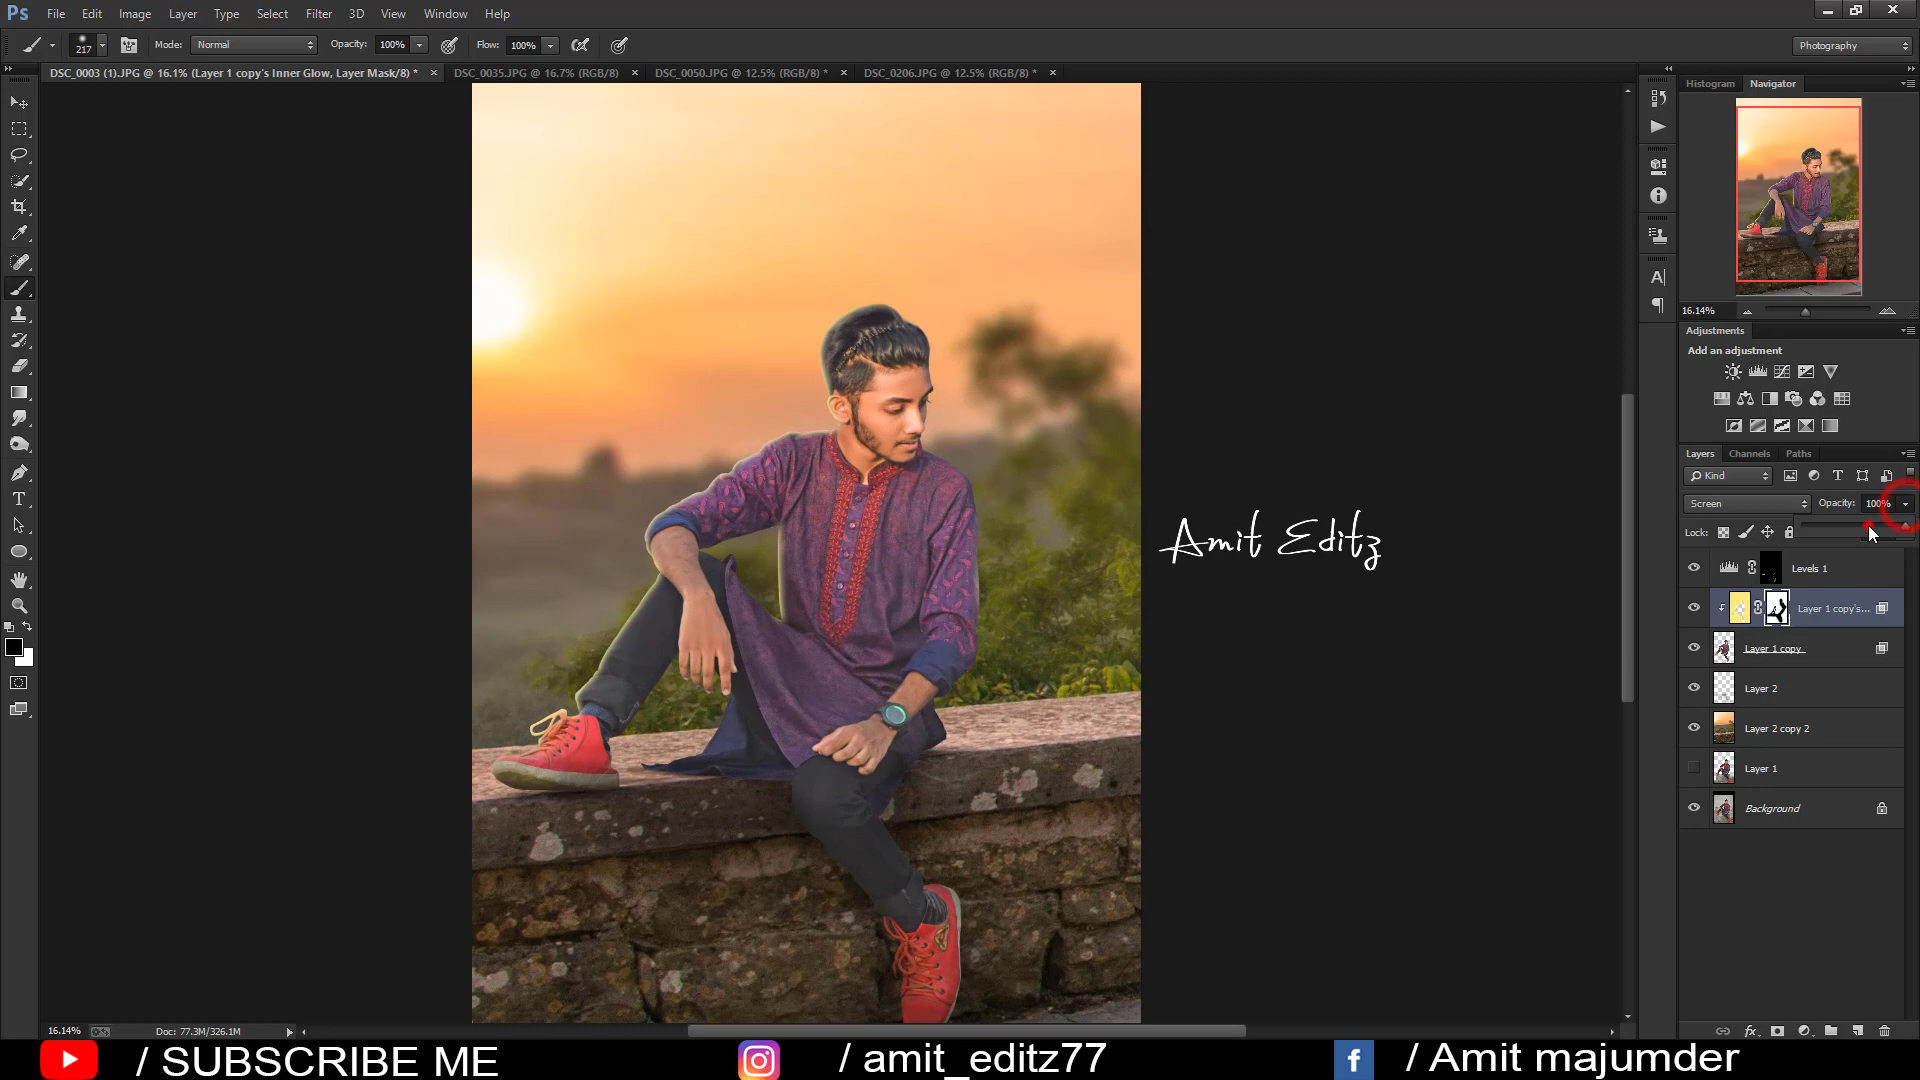 Ps File Edit Image Layer Type Select Filter 3D View Window Help
217 Mode: Normal Opacity: 100% Flow: 100% Photography
DSC_0003 (1).JPG @ 16.1% (Layer 1 copy's Inner Glow, Layer Mask/8) * × DSC_0035.JPG @ 16.7% (RGB/8) × DSC_0050.JPG @ 12.5% (RGB/8) * × DSC_0206.JPG @ 12.5% (RGB/8) * ×
Histogram Navigator
16.14%
Adjustments
Add an adjustment
Layers Channels Paths
Kind
Screen Opacity: 100%
Lock:
Levels 1
Layer 1 copy's...
Layer 1 copy
Layer 2
Layer 2 copy 2
Layer 1
Background
Amit Editz
16.14% Doc: 77.3M/326.1M
/ SUBSCRIBE ME / amit_editz77 / Amit majumder